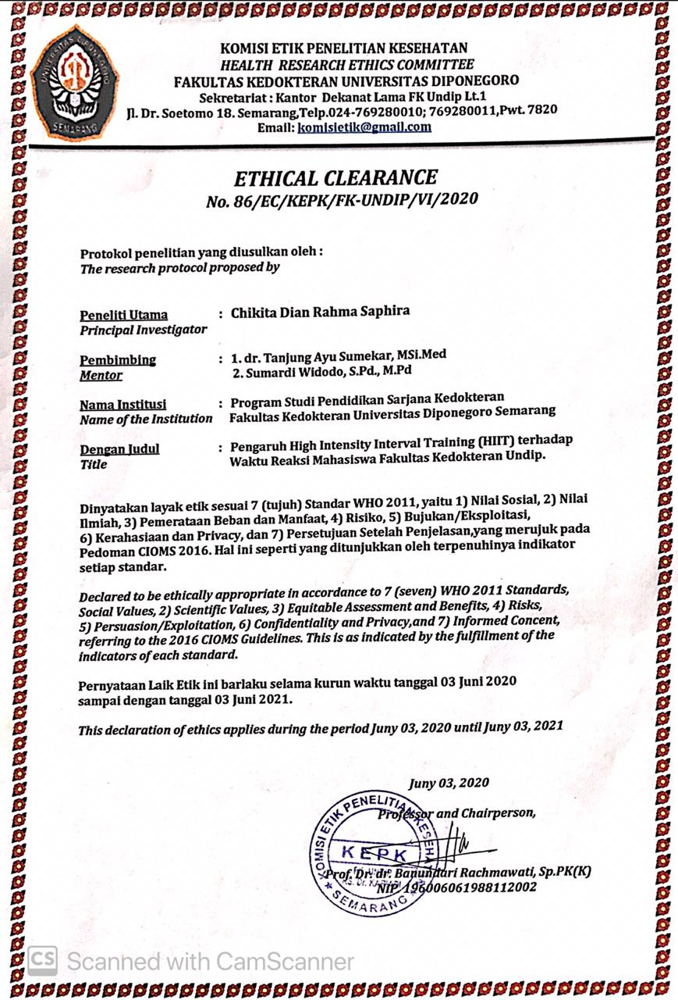 UNIVERSITAS DIPONEGORO
SEMARANG
KOMISI ETIK PENELITIAN KESEHATAN
HEALTH RESEARCH ETHICS COMMITTEE
FAKULTAS KEDOKTERAN UNIVERSITAS DIPONEGORO
Sekretariat : Kantor Dekanat Lama FK Undip Lt.1
Jl. Dr. Soetomo 18. Semarang,Telp.024-769280010; 769280011,Pwt. 7820
Email: komisietik@gmail.com
ETHICAL CLEARANCE
No. 86/EC/KEPK/FK-UNDIP/VI/2020
Protokol penelitian yang diusulkan oleh :
The research protocol proposed by
Peneliti Utama : Chikita Dian Rahma Saphira
Principal Investigator
Pembimbing : 1. dr. Tanjung Ayu Sumekar, MSi.Med
Mentor 2. Sumardi Widodo, S.Pd., M.Pd
Nama Institusi : Program Studi Pendidikan Sarjana Kedokteran
Name of the Institution Fakultas Kedokteran Universitas Diponegoro Semarang
Dengan Judul : Pengaruh High Intensity Interval Training (HIIT) terhadap
Title Waktu Reaksi Mahasiswa Fakultas Kedokteran Undip.
Dinyatakan layak etik sesuai 7 (tujuh) Standar WHO 2011, yaitu 1) Nilai Sosial, 2) Nilai
Ilmiah, 3) Pemerataan Beban dan Manfaat, 4) Risiko, 5) Bujukan/Eksploitasi,
6) Kerahasiaan dan Privacy, dan 7) Persetujuan Setelah Penjelasan,yang merujuk pada
Pedoman CIOMS 2016. Hal ini seperti yang ditunjukkan oleh terpenuhinya indikator
setiap standar.
Declared to be ethically appropriate in accordance to 7 (seven) WHO 2011 Standards,
Social Values, 2) Scientific Values, 3) Equitable Assessment and Benefits, 4) Risks,
5) Persuasion/Exploitation, 6) Confidentiality and Privacy,and 7) Informed Concent,
referring to the 2016 CIOMS Guidelines. This is as indicated by the fulfillment of the
indicators of each standard.
Pernyataan Laik Etik ini barlaku selama kurun waktu tanggal 03 Juni 2020
sampai dengan tanggal 03 Juni 2021.
This declaration of ethics applies during the period Juny 03, 2020 until Juny 03, 2021
Juny 03, 2020
Professor and Chairperson,
KOMISI ETIK PENELITIAN KESEHA
KEPK
SEMARANG
Prof. Dr. dr. Banundari Rachmawati, Sp.PK(K)
NIP 196006061988112002
CS Scanned with CamScanner